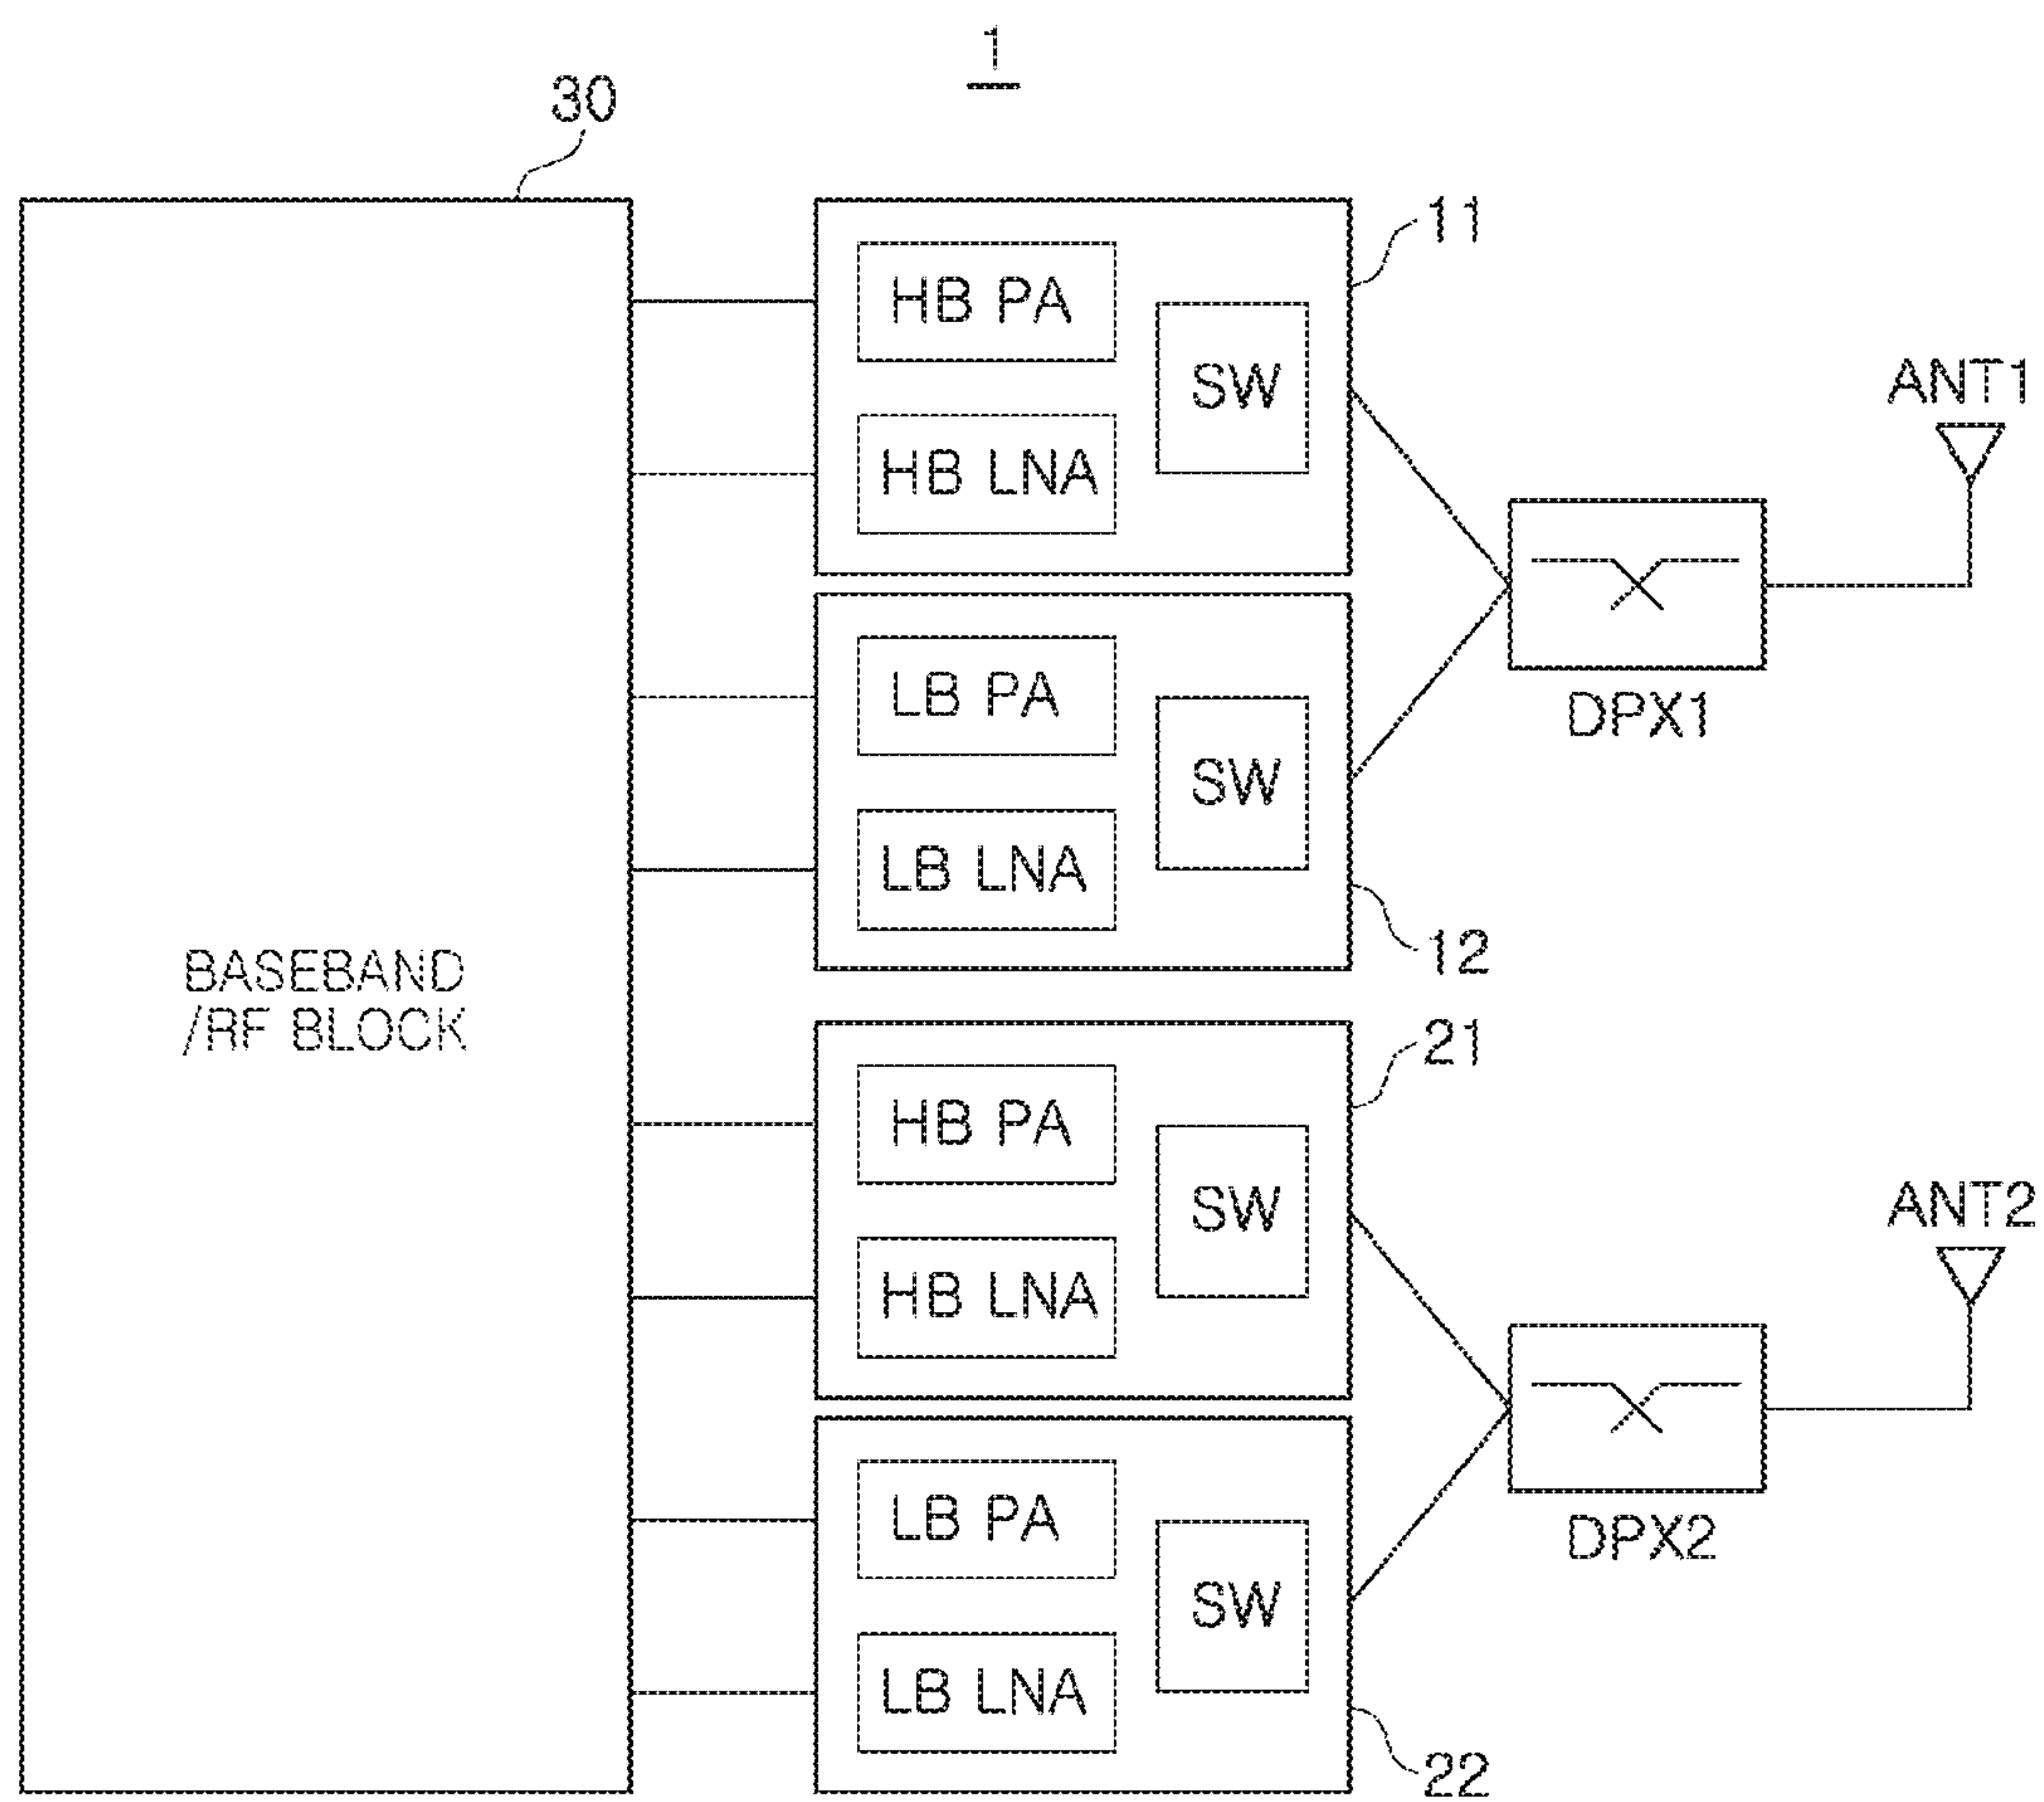 1
30
11
HB PA
SW
HB LNA
ANT1
DPX1
LB PA
SW
LB LNA
12
BASEBAND
/RF BLOCK
21
HB PA
SW
HB LNA
ANT2
DPX2
LB PA
SW
LB LNA
22